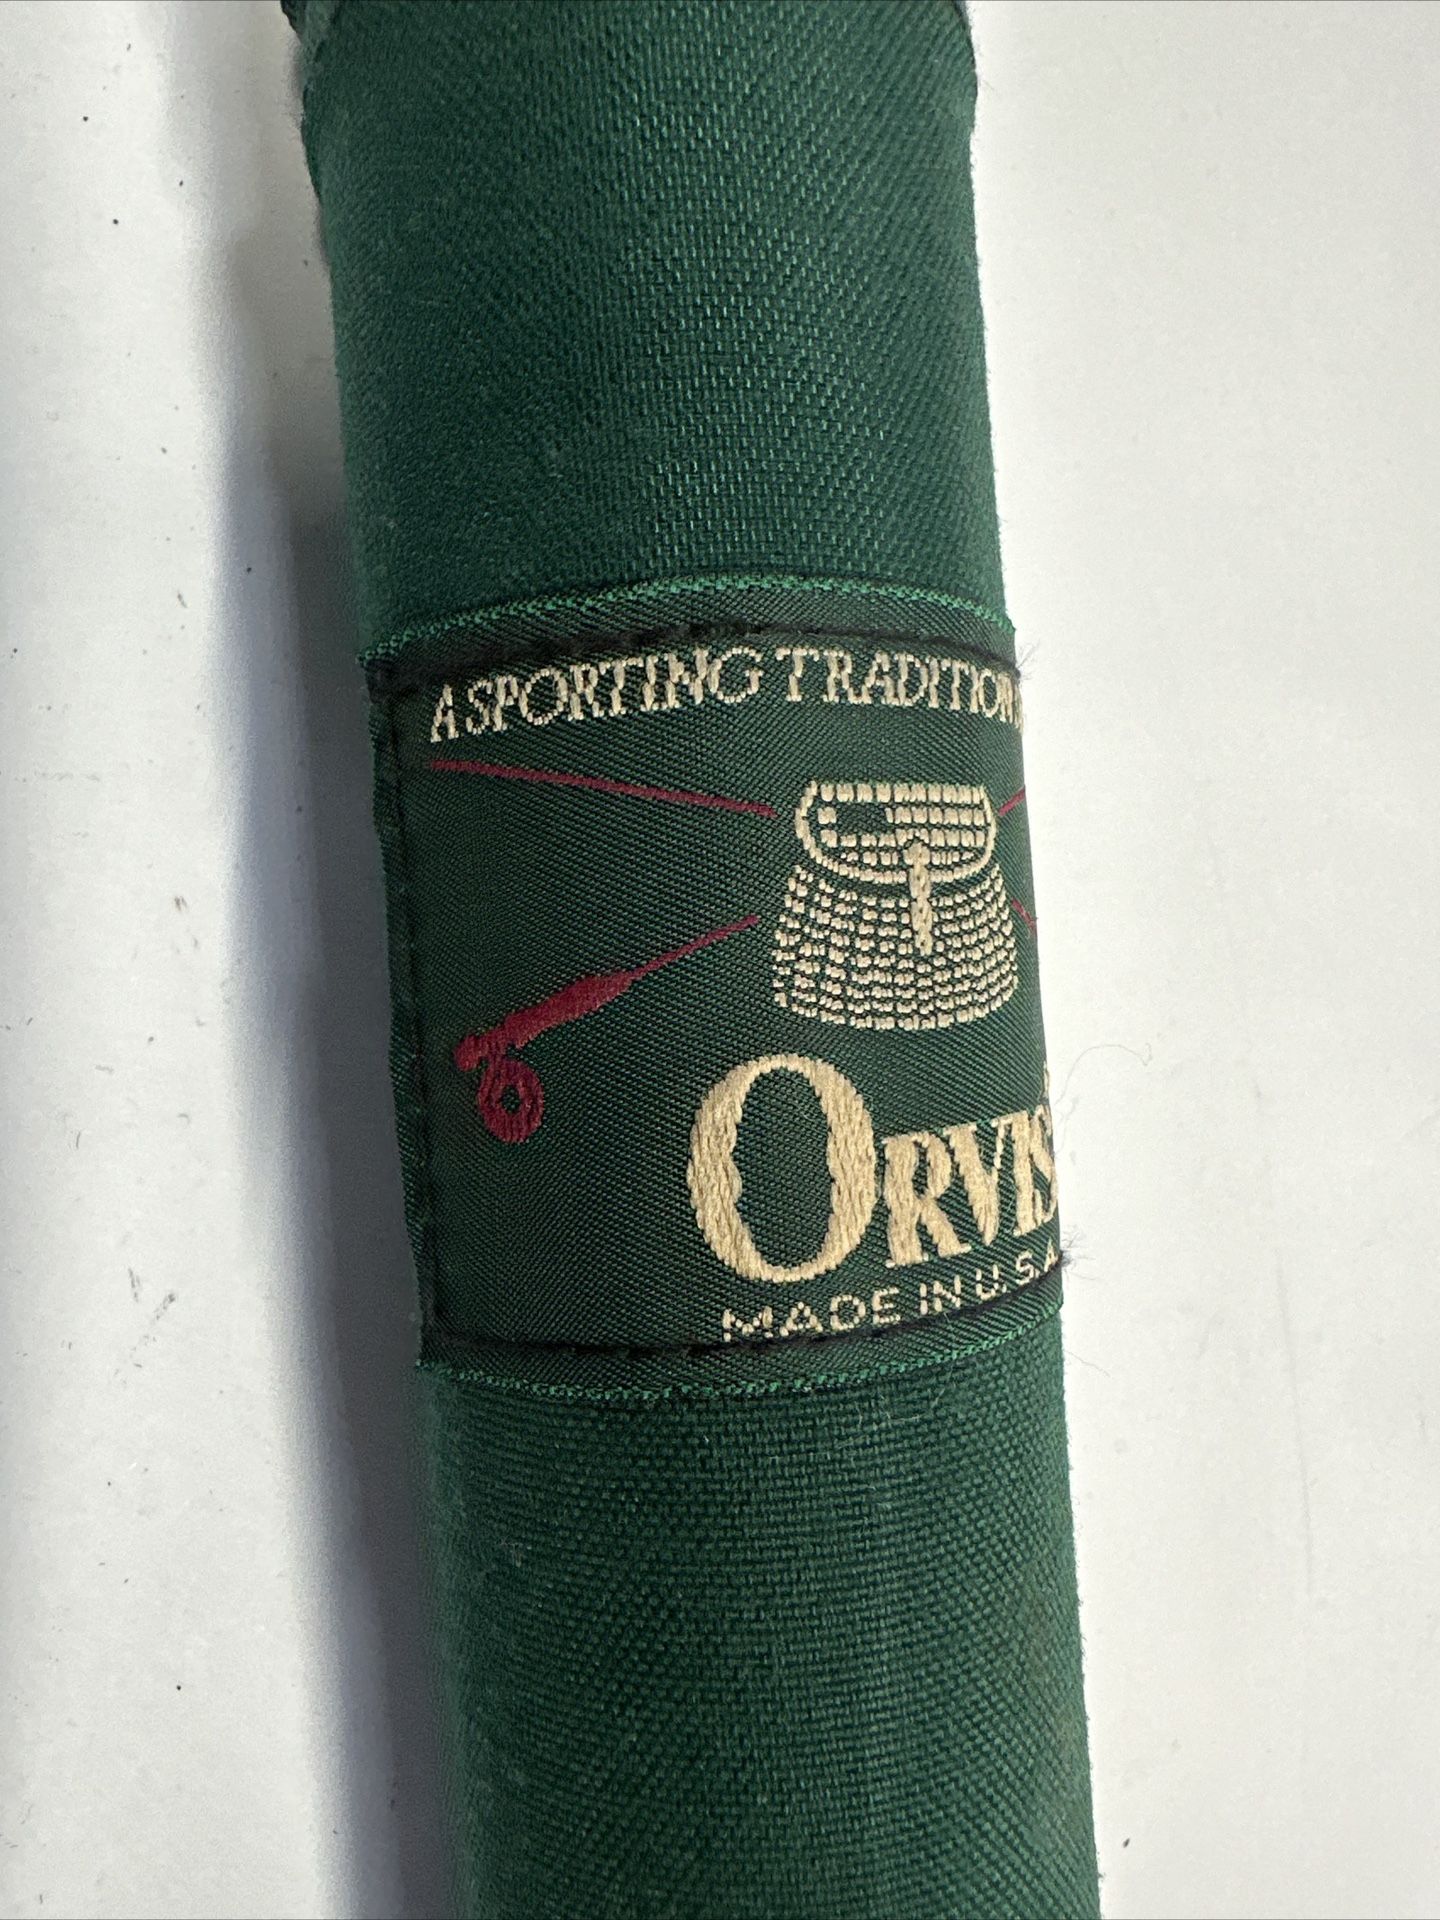 A SPORTING TRADITION
ORVIS
MADE IN U.S.A